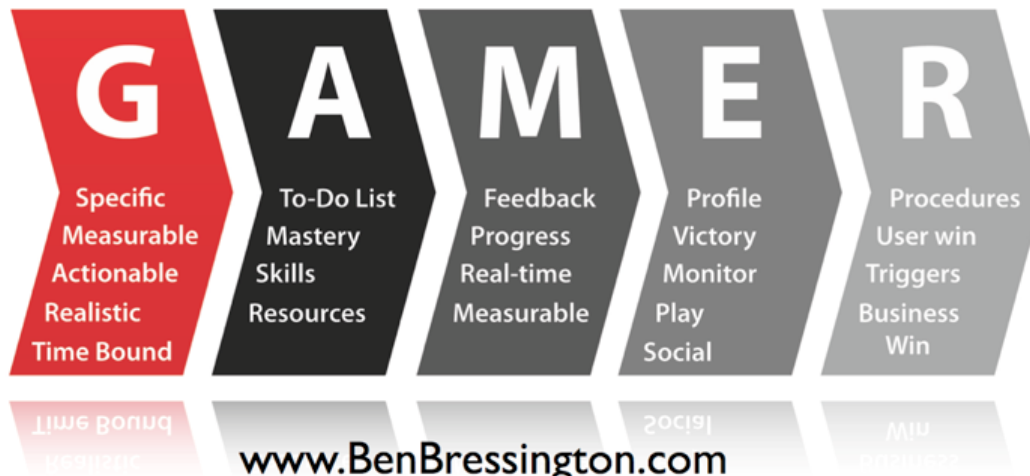 G
Specific
Measurable
Actionable
Realistic
Time Bound
A
To-Do List
Mastery
Skills
Resources
M
Feedback
Progress
Real-time
Measurable
E
Profile
Victory
Monitor
Play
Social
R
Procedures
User win
Triggers
Business
Win
www.BenBressington.com